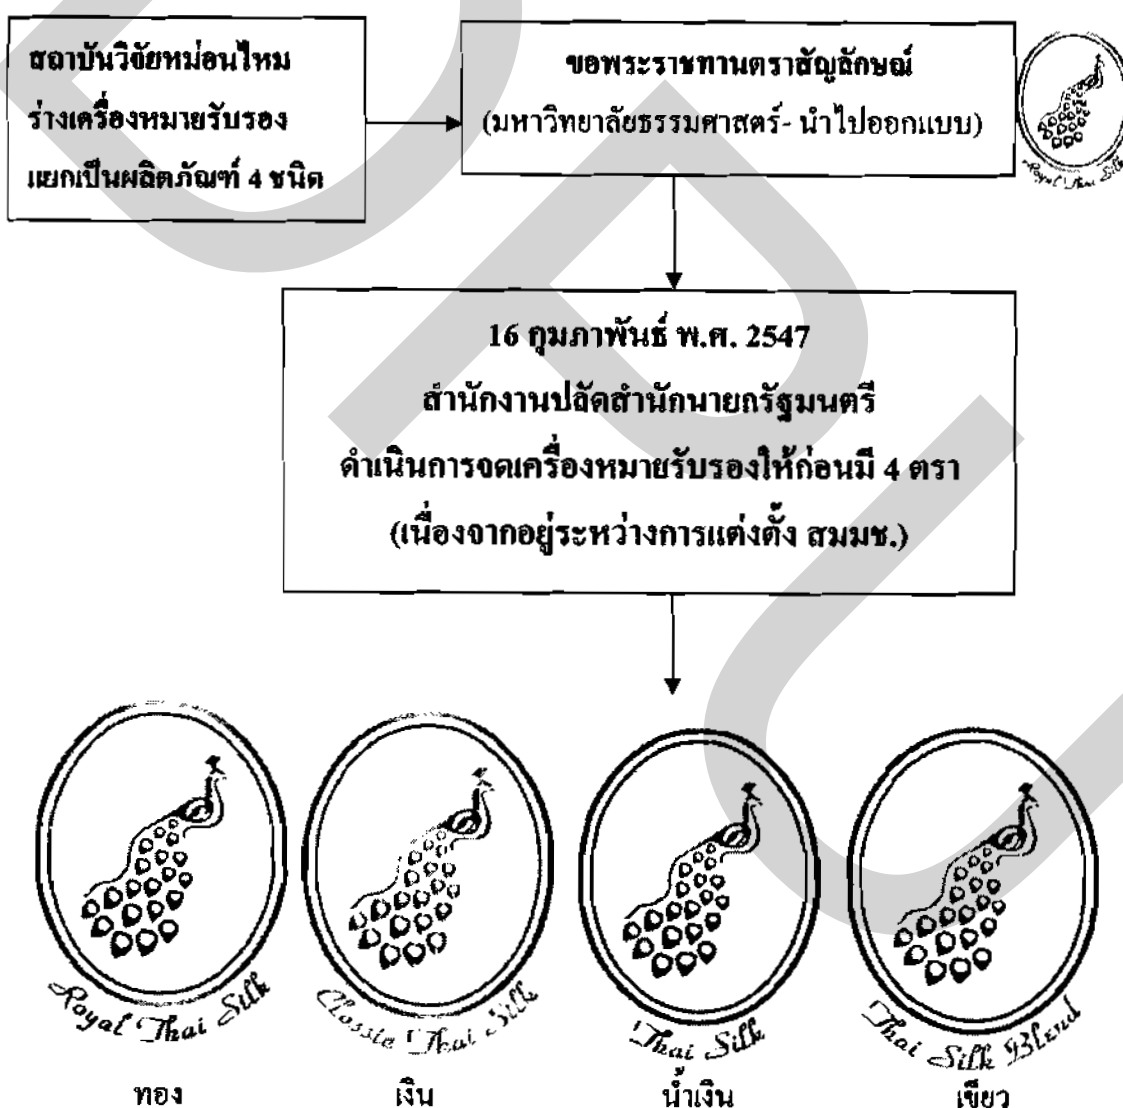 สถาบันวิจัยหม่อนไหม
ร่างเครื่องหมายรับรอง
แยกเป็นผลิตภัณฑ์ 4 ชนิด
ขอพระราชทานตราสัญลักษณ์
(มหาวิทยาลัยธรรมศาสตร์- นำไปออกแบบ)
Royal Thai Silk
16 กุมภาพันธ์ พ.ศ. 2547
สำนักงานปลัดสำนักนายกรัฐมนตรี
ดำเนินการจดเครื่องหมายรับรองให้ก่อนมี 4 ตรา
(เนื่องจากอยู่ระหว่างการแต่งตั้ง สมมช.)
Royal Thai Silk
Classic Thai Silk
Thai Silk
Thai Silk Blend
ทอง
เงิน
น้ำเงิน
เขียว